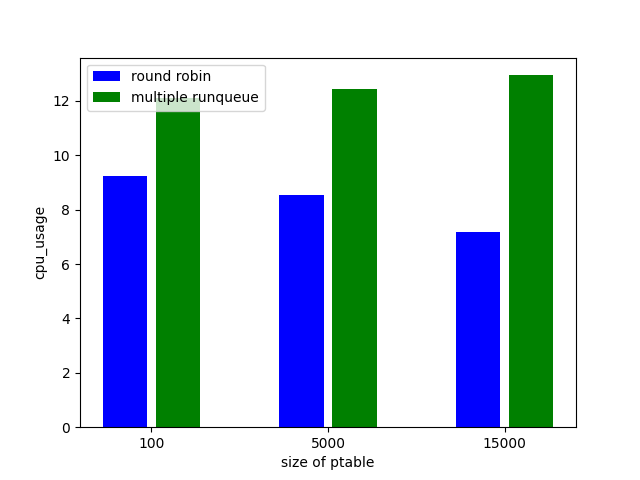 round robin
multiple runqueue
12
10
8
6
4
2
0
cpu_usage
100
5000
15000
size of ptable